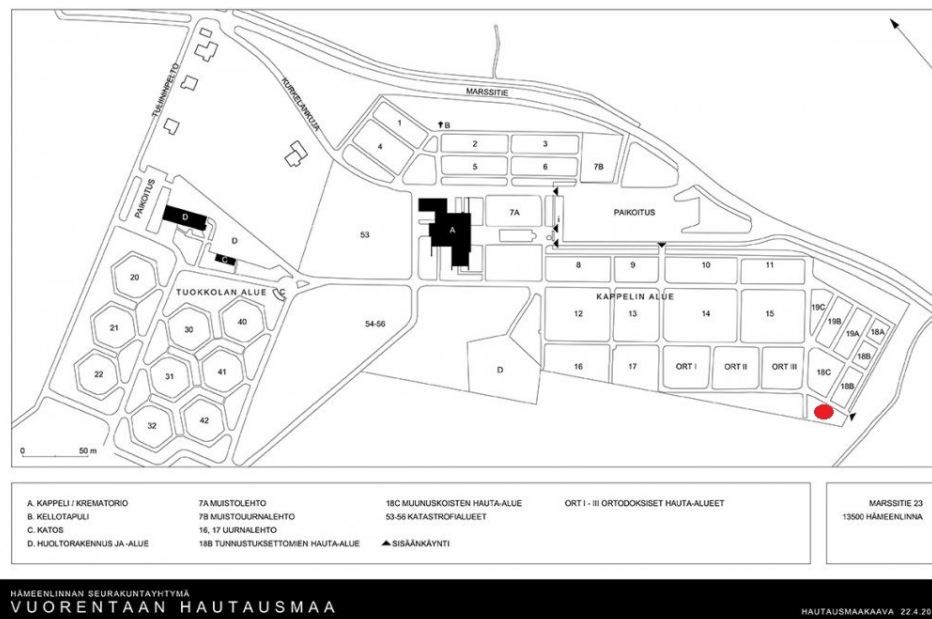 MARSSITIE
TULIININPELTO
KURKELANKUJA
1
B
4
2
3
5
6
7B
PAIKOITUS
D
A
7A
PAIKOITUS
53
D
C
20
TUOKKOLAN ALUE
C
8
9
10
11
KAPPELIN ALUE
21
30
40
54-56
12
13
14
15
19C
19B
19A
18A
22
31
41
D
16
17
ORT I
ORT II
ORT III
18C
18B
18B
32
42
0 50 m
A. KAPPELI / KREMATORIO
B. KELLOTAPULI
C. KATOS
D. HUOLTORAKENNUS JA -ALUE
7A MUISTOLEHTO
7B MUISTOUURNALEHTO
16, 17 UURNALEHTO
18B TUNNUSTUKSETTOMIEN HAUTA-ALUE
18C MUUNUSKOISTEN HAUTA-ALUE
53-56 KATASTROFIALUEET
SISÄÄNKÄYNTI
ORT I - III ORTODOKSISET HAUTA-ALUEET
MARSSITIE 23
13500 HÄMEENLINNA
HÄMEENLINNAN SEURAKUNTAYHTYMÄ
VUORENTAAN HAUTAUSMAA
HAUTAUSMAAKAAVA 22.4.20